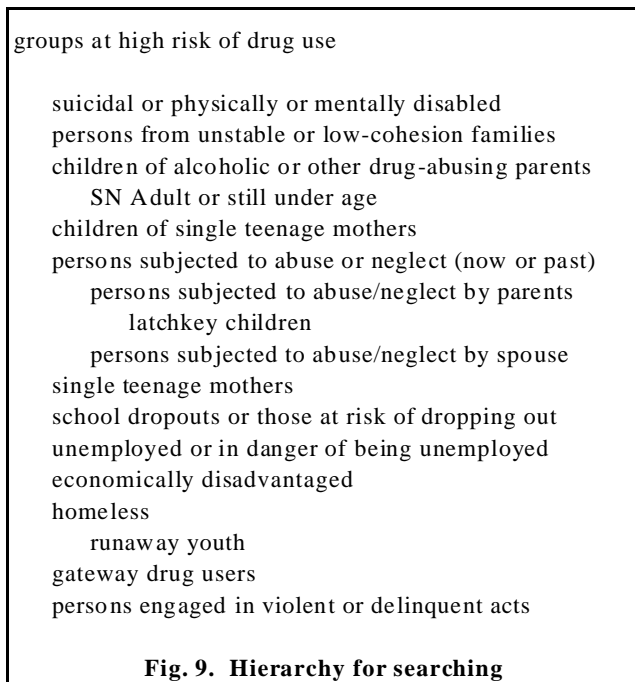 groups at high risk of drug use
suicidal or physically or mentally disabled
persons from unstable or low-cohesion families
children of alcoholic or other drug-abusing parents
SN Adult or still under age
children of single teenage mothers
persons subjected to abuse or neglect (now or past)
persons subjected to abuse/neglect by parents
latchkey children
persons subjected to abuse/neglect by spouse
single teenage mothers
school dropouts or those at risk of dropping out
unemployed or in danger of being unemployed
economically disadvantaged
homeless
runaway youth
gateway drug users
persons engaged in violent or delinquent acts
Fig. 9. Hierarchy for searching